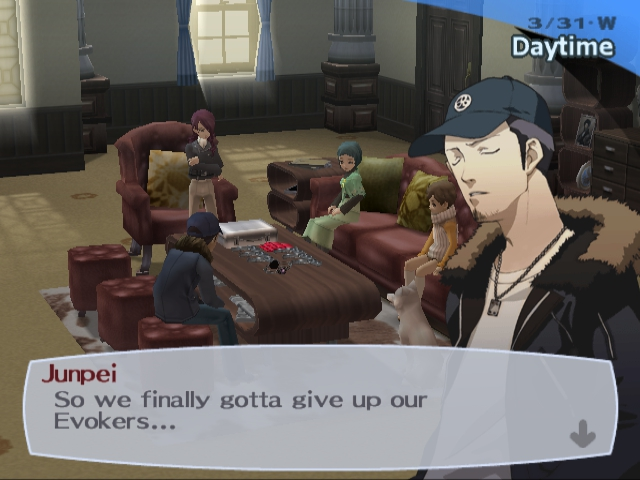 3/31·W
Daytime
Junpei
So we finally gotta give up our
Evokers...